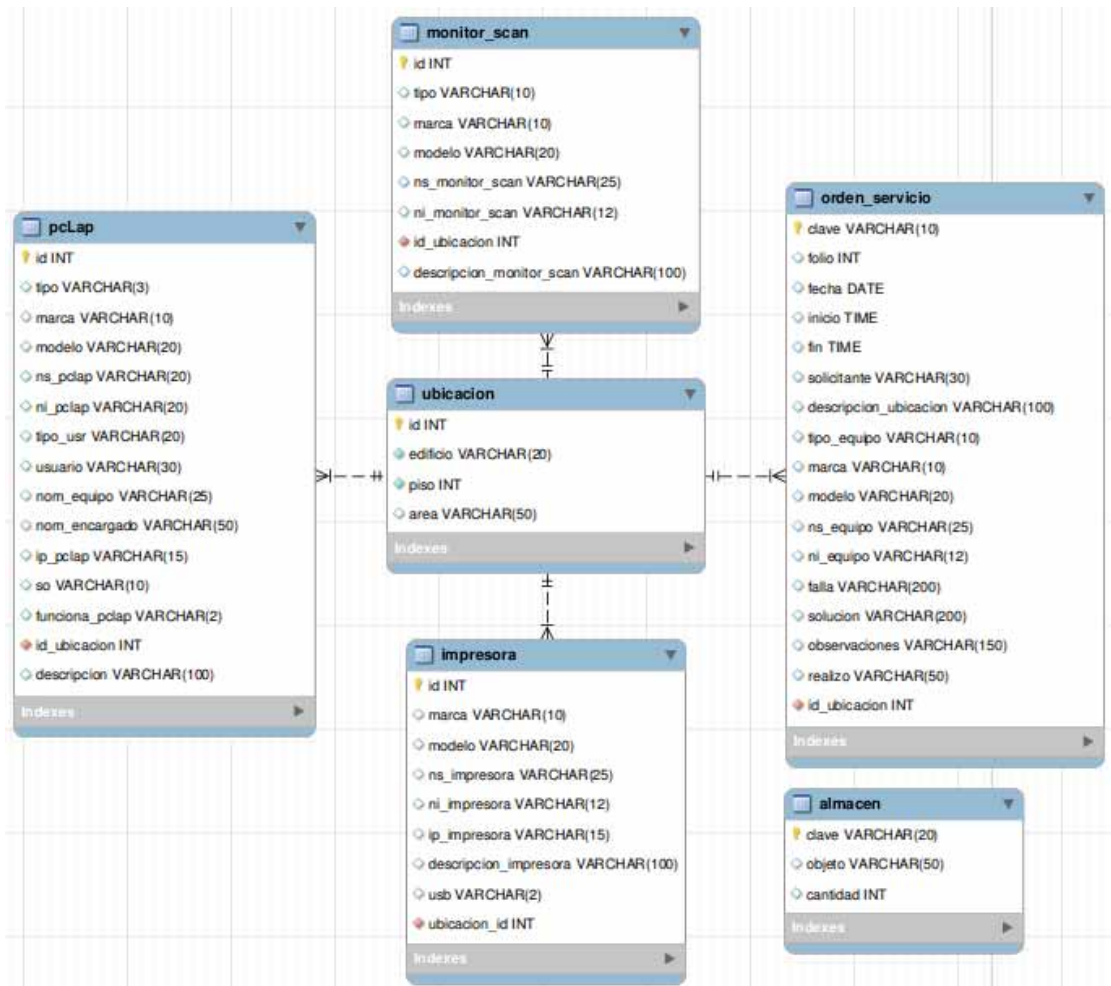 monitor_scan
id INT
tipo VARCHAR(10)
marca VARCHAR(10)
modelo VARCHAR(20)
ns_monitor_scan VARCHAR(25)
ni_monitor_scan VARCHAR(12)
id_ubicacion INT
descripcion_monitor_scan VARCHAR(100)
Indexes
pcLap
id INT
tipo VARCHAR(3)
marca VARCHAR(10)
modelo VARCHAR(20)
ns_pclap VARCHAR(20)
ni_pclap VARCHAR(20)
tipo_usr VARCHAR(20)
usuario VARCHAR(30)
nom_equipo VARCHAR(25)
nom_encargado VARCHAR(50)
ip_pclap VARCHAR(15)
so VARCHAR(10)
funciona_pclap VARCHAR(2)
id_ubicacion INT
descripcion VARCHAR(100)
Indexes
ubicacion
id INT
edificio VARCHAR(20)
piso INT
area VARCHAR(50)
Indexes
orden_servicio
clave VARCHAR(10)
folio INT
fecha DATE
inicio TIME
fin TIME
solicitante VARCHAR(30)
descripcion_ubicacion VARCHAR(100)
tipo_equipo VARCHAR(10)
marca VARCHAR(10)
modelo VARCHAR(20)
ns_equipo VARCHAR(25)
ni_equipo VARCHAR(12)
falla VARCHAR(200)
solucion VARCHAR(200)
observaciones VARCHAR(150)
realizo VARCHAR(50)
id_ubicacion INT
Indexes
impresora
id INT
marca VARCHAR(10)
modelo VARCHAR(20)
ns_impresora VARCHAR(25)
ni_impresora VARCHAR(12)
ip_impresora VARCHAR(15)
descripcion_impresora VARCHAR(100)
usb VARCHAR(2)
ubicacion_id INT
Indexes
almacen
clave VARCHAR(20)
objeto VARCHAR(50)
cantidad INT
Indexes